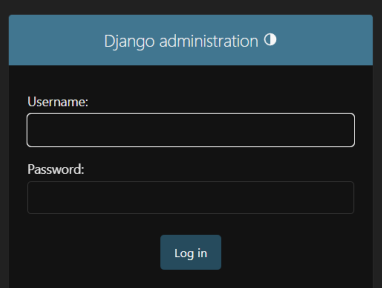 Django administration
Username:
Password:
Log in